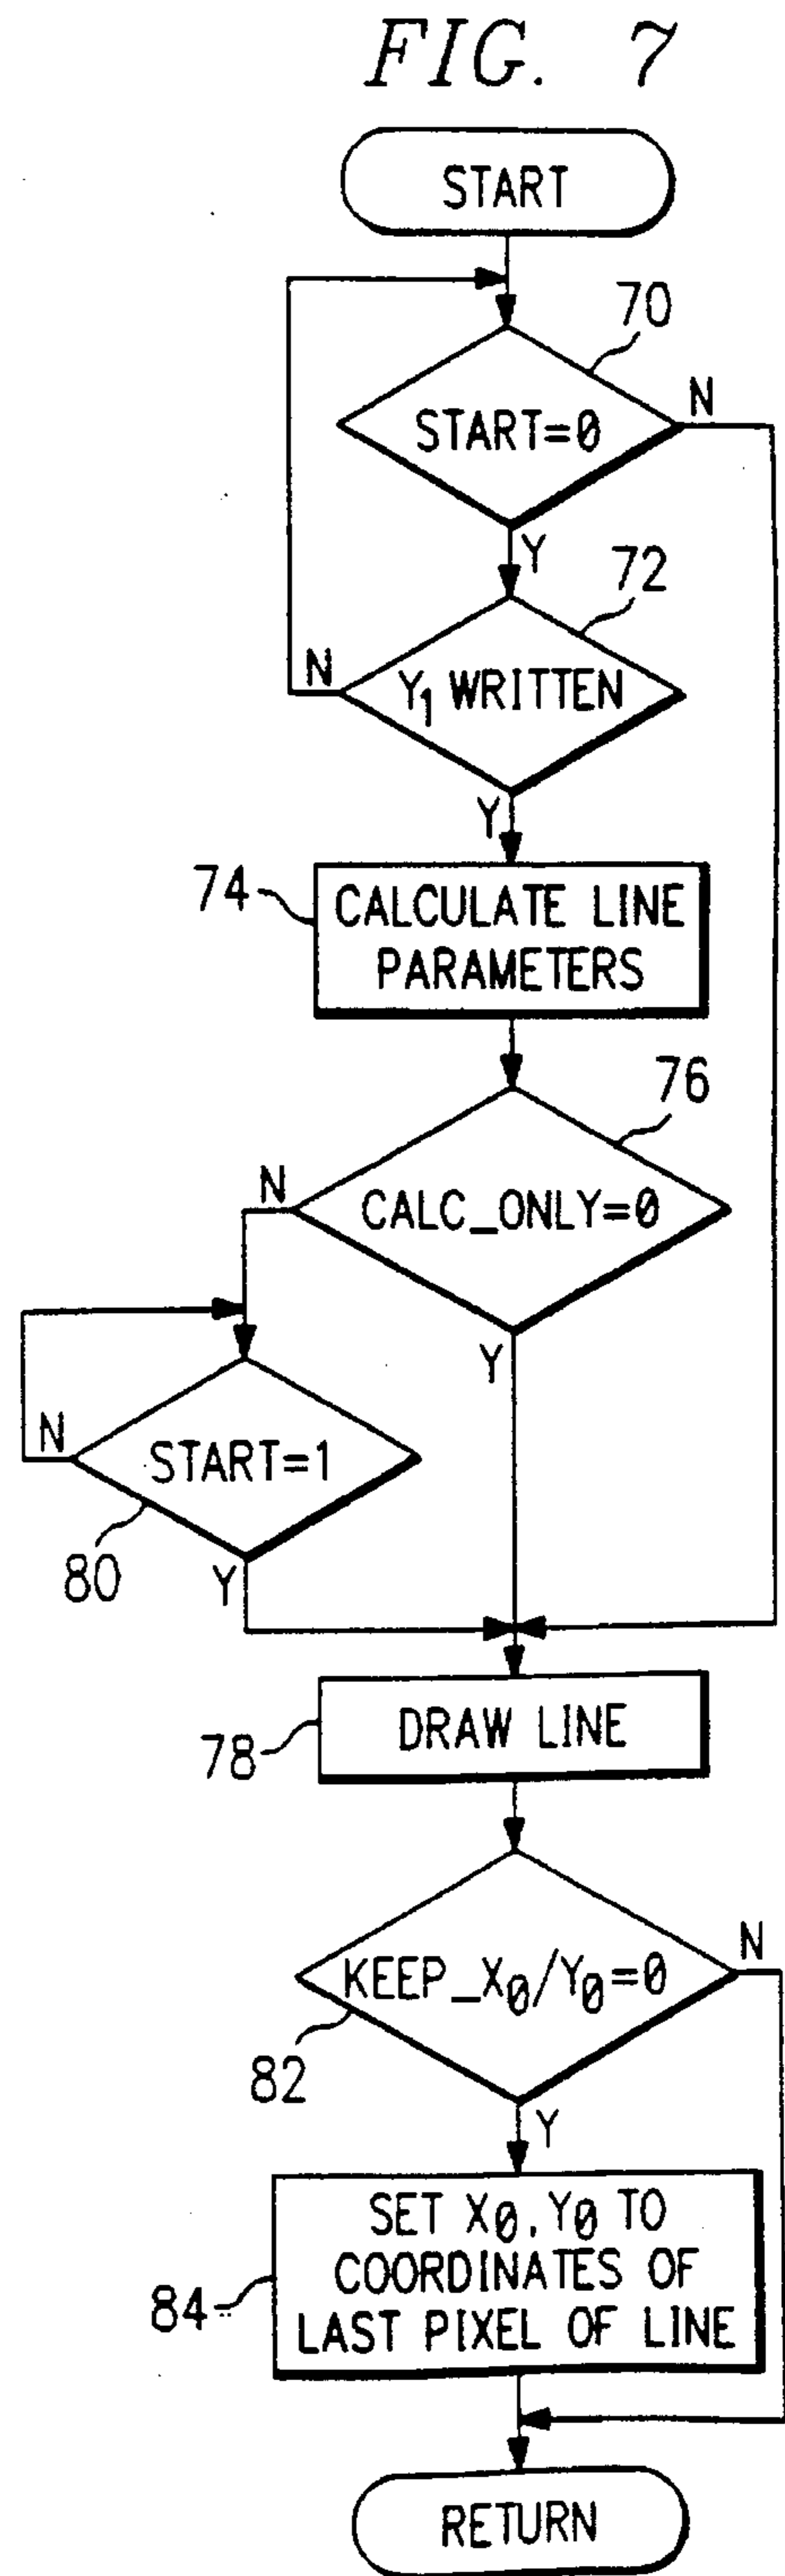 FIG. 7
START
70
START=0
N
Y
72
N
Y1 WRITTEN
Y
74
CALCULATE LINE
PARAMETERS
76
N
CALC_ONLY=0
Y
N
START=1
80
Y
78
DRAW LINE
KEEP_X0/Y0=0
N
82
Y
84
SET X0,Y0 TO
COORDINATES OF
LAST PIXEL OF LINE
RETURN